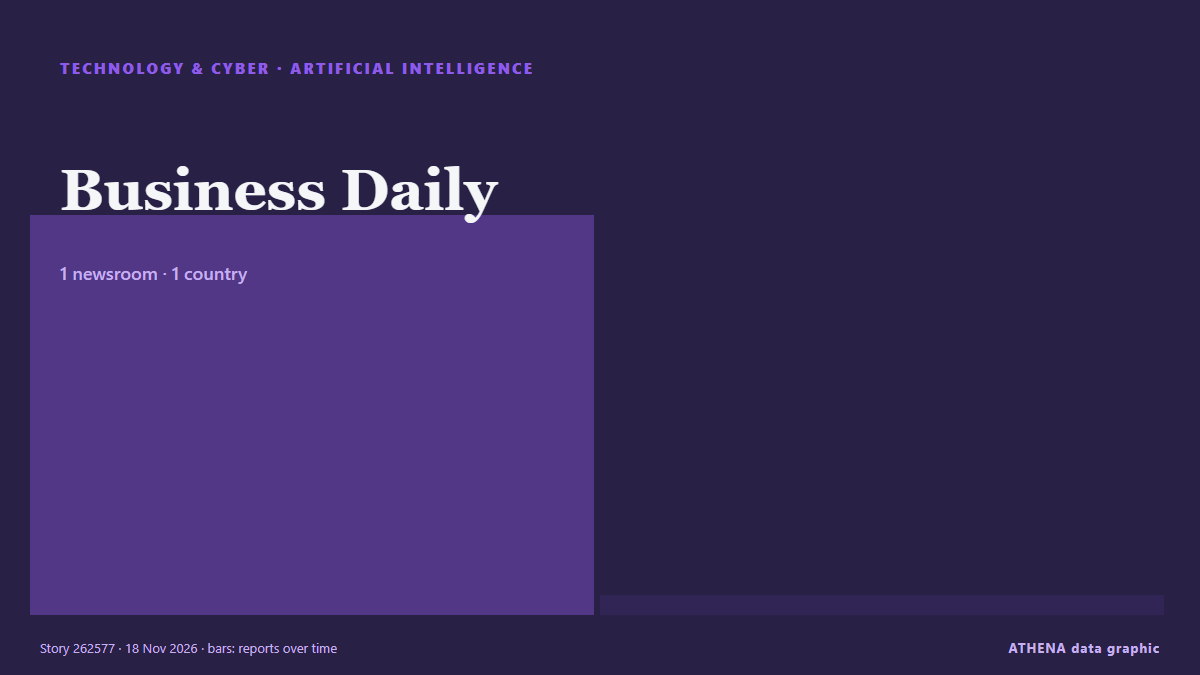 TECHNOLOGY & CYBER · ARTIFICIAL INTELLIGENCE
Business Daily
1 newsroom · 1 country
Story 262577 · 18 Nov 2026 · bars: reports over time
ATHENA data graphic